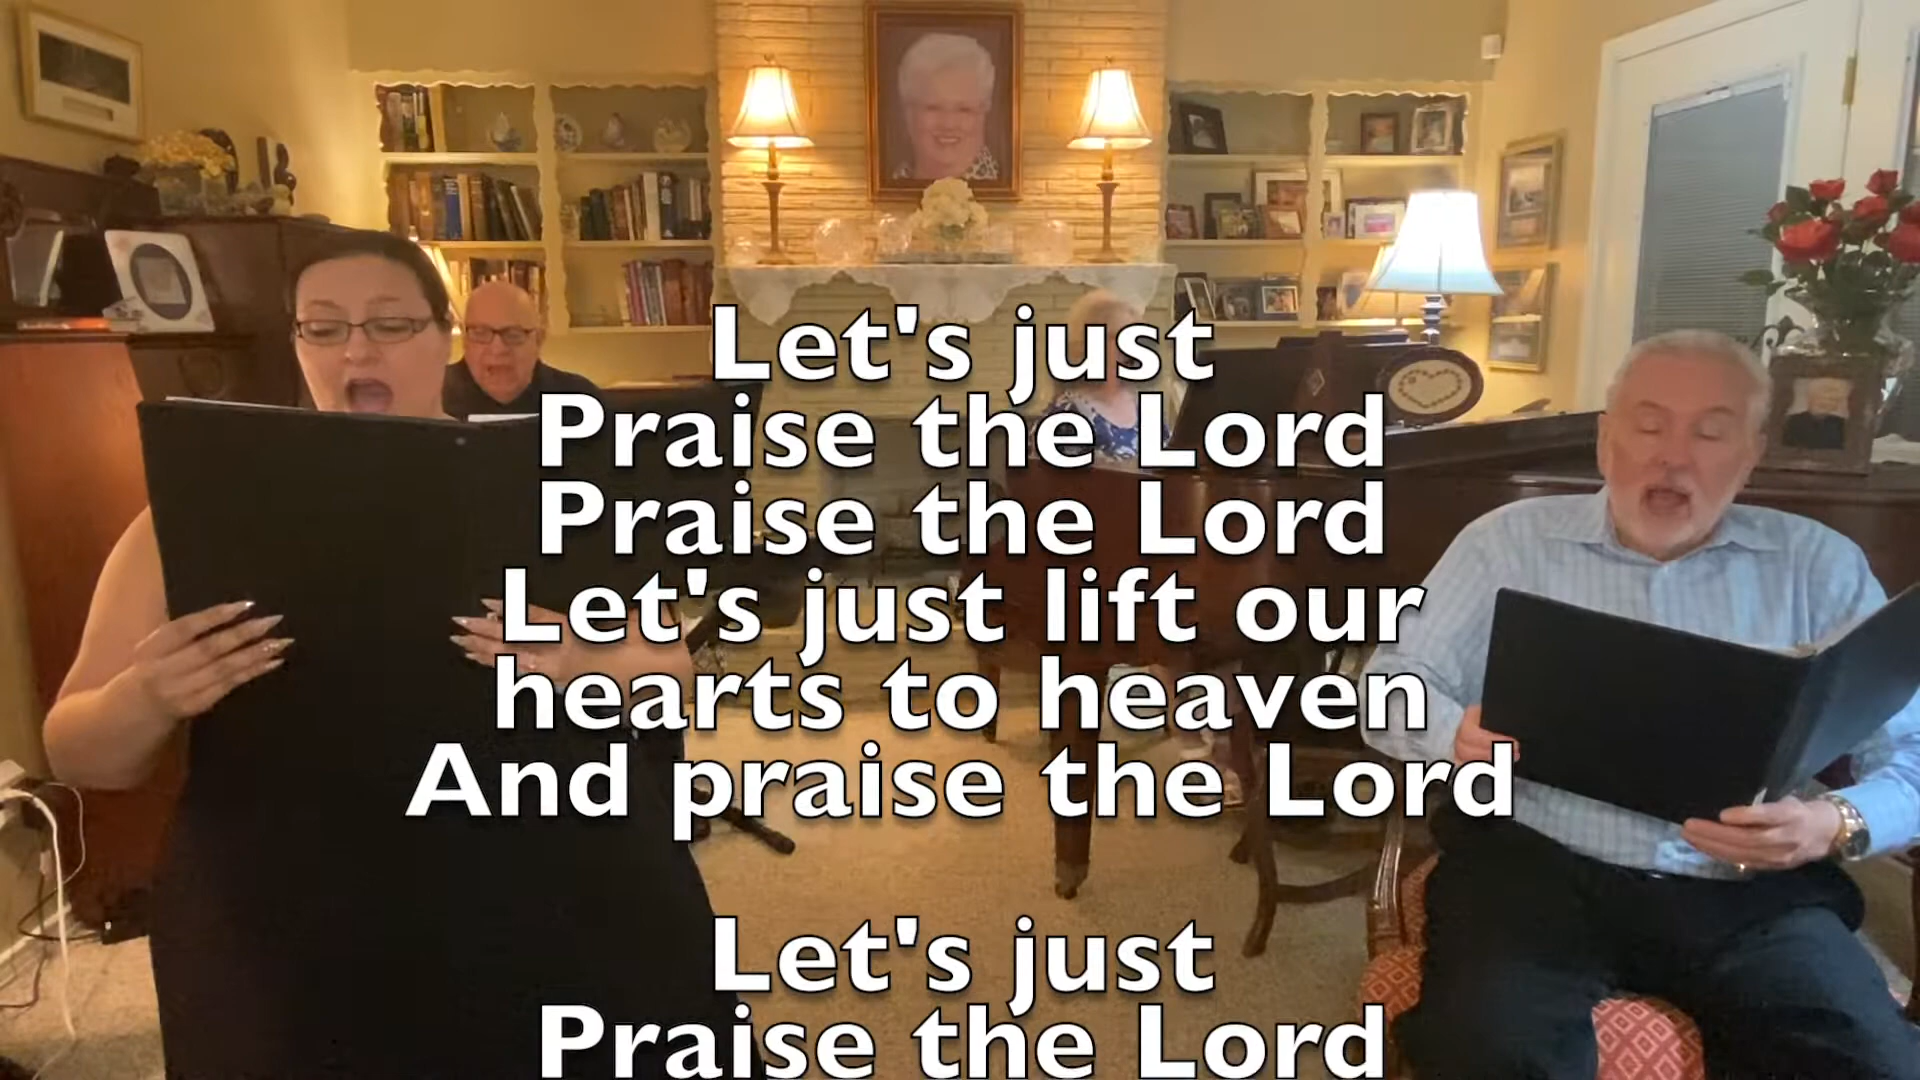 Let's just
Praise the Lord
Praise the Lord
Let's just lift our
hearts to heaven
And praise the Lord
Let's just
Praise the Lord